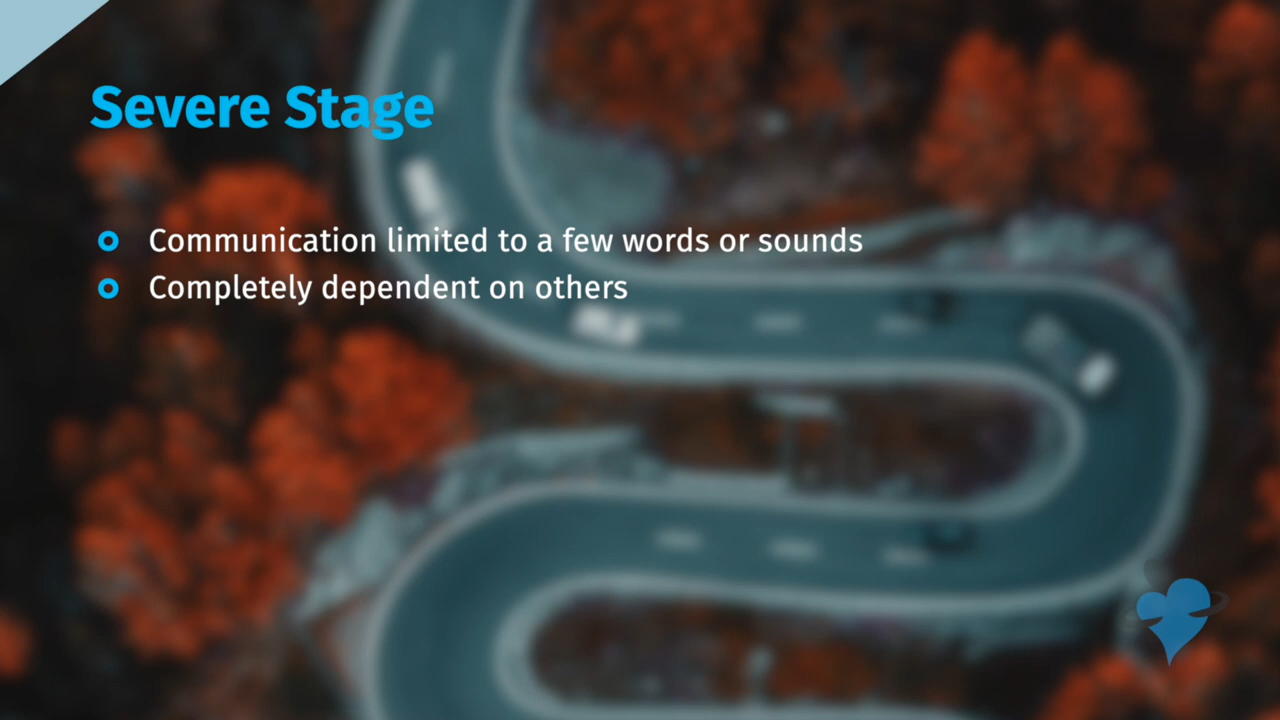 Severe Stage
Communication limited to a few words or sounds
Completely dependent on others